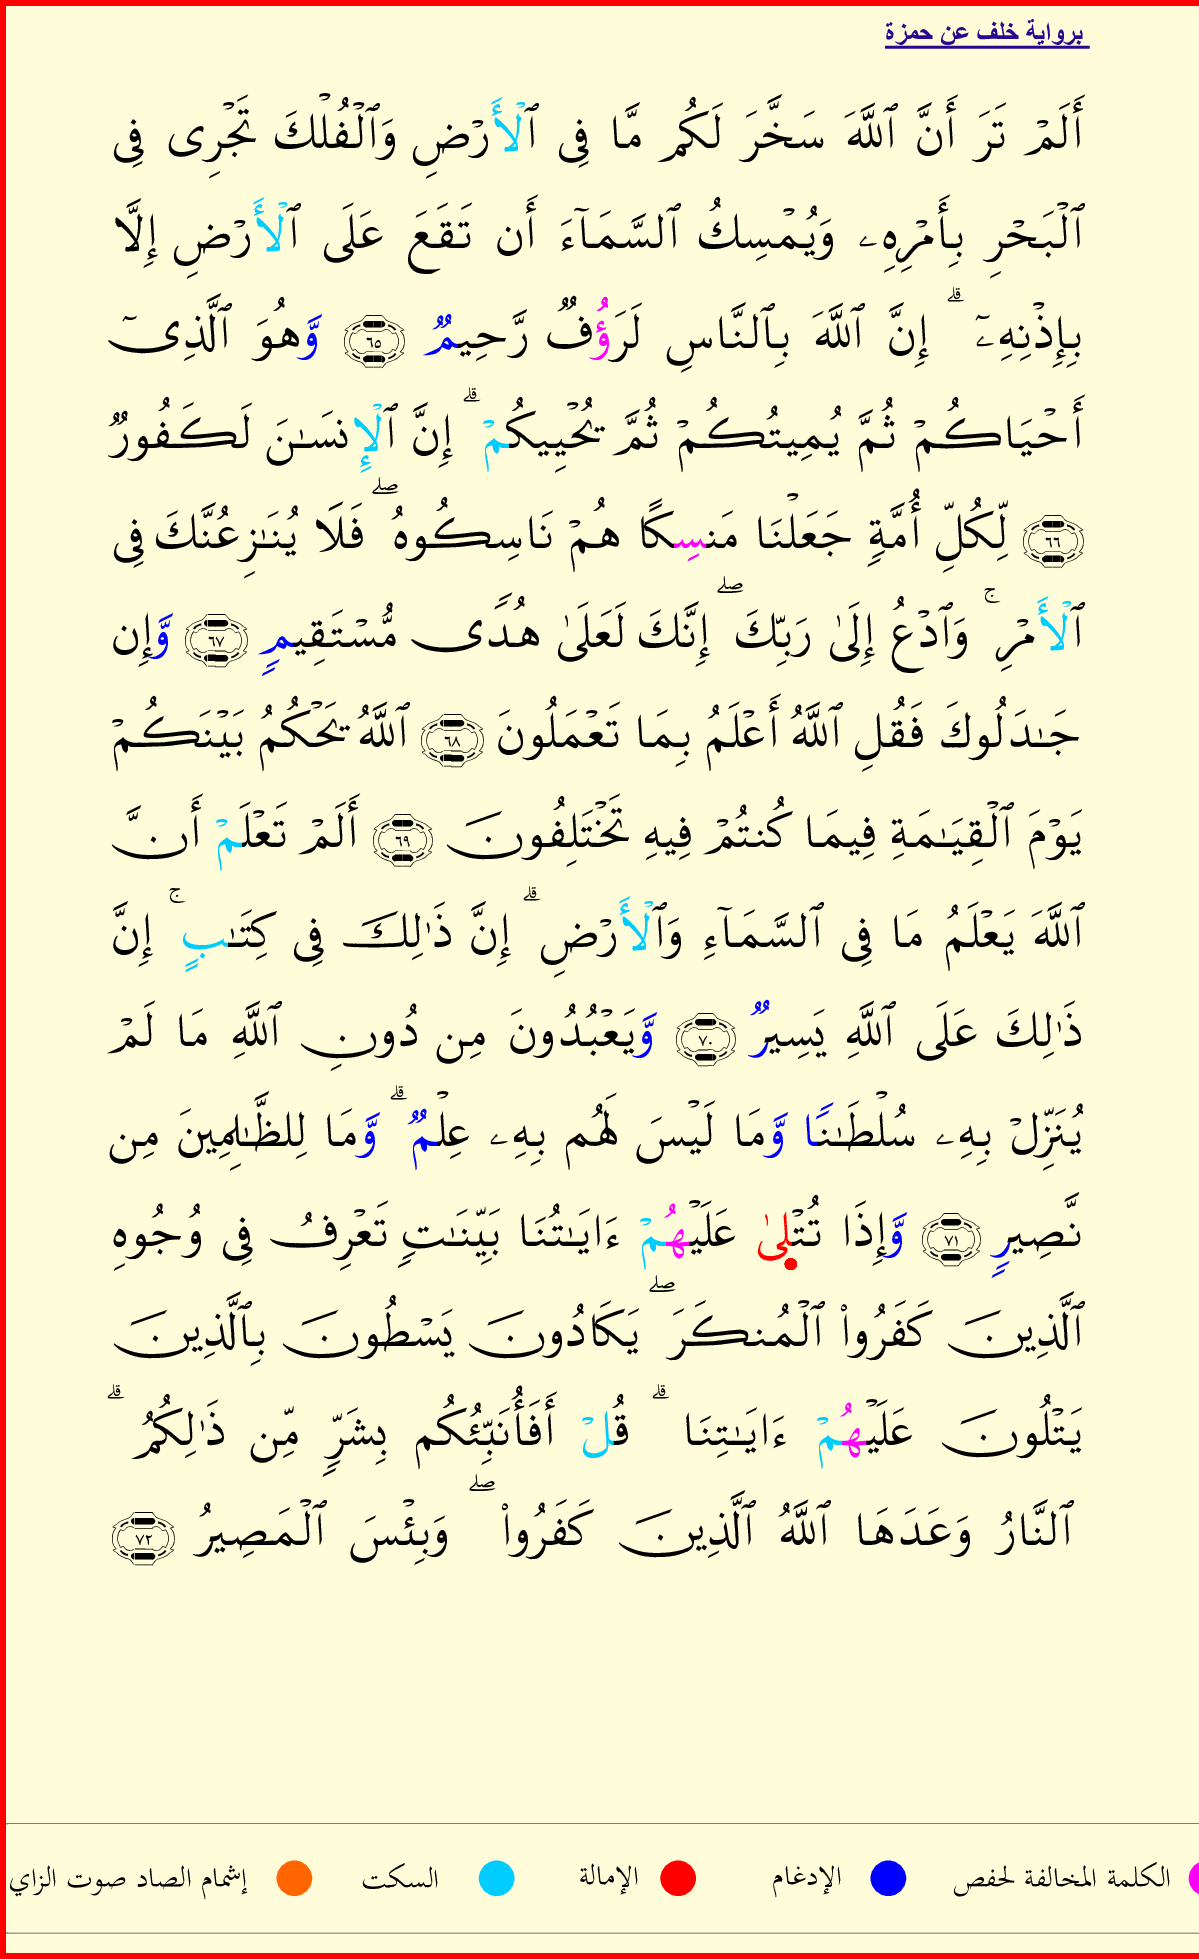 برواية خلف عن حمزة
أَلَمۡ تَرَ أَنَّ ٱللَّهَ سَخَّرَ لَكُم مَّا فِي ٱلۡأَرۡضِ وَٱلۡفُلۡكَ تَجۡرِي فِي
ٱلۡبَحۡرِ بِأَمۡرِهِۦ وَيُمۡسِكُ ٱلسَّمَآءَ أَن تَقَعَ عَلَى ٱلۡأَرۡضِ إِلَّا
بِإِذۡنِهِۦٓۗ إِنَّ ٱللَّهَ بِٱلنَّاسِ لَرَؤُفٞ رَّحِيمٞ ٦٥ وَّهُوَ ٱلَّذِيٓ
أَحۡيَاكُمۡ ثُمَّ يُمِيتُكُمۡ ثُمَّ يُحۡيِيكُمۡۗ إِنَّ ٱلۡإِنسَٰنَ لَكَفُورٞ
٦٦ لِّكُلِّ أُمَّةٖ جَعَلۡنَا مَنسِكًا هُمۡ نَاسِكُوهُۖ فَلَا يُنَٰزِعُنَّكَ فِي
ٱلۡأَمۡرِۚ وَٱدۡعُ إِلَىٰ رَبِّكَۖ إِنَّكَ لَعَلَىٰ هُدٗى مُّسۡتَقِيمٖ ٦٧ وَّإِن
جَٰدَلُوكَ فَقُلِ ٱللَّهُ أَعۡلَمُ بِمَا تَعۡمَلُونَ ٦٨ ٱللَّهُ يَحۡكُمُ بَيۡنَكُمۡ
يَوۡمَ ٱلۡقِيَٰمَةِ فِيمَا كُنتُمۡ فِيهِ تَخۡتَلِفُونَ ٦٩ أَلَمۡ تَعۡلَمۡ أَنَّ
ٱللَّهَ يَعۡلَمُ مَا فِي ٱلسَّمَآءِ وَٱلۡأَرۡضِۗ إِنَّ ذَٰلِكَ فِي كِتَٰبٍۚ إِنَّ
ذَٰلِكَ عَلَى ٱللَّهِ يَسِيرٞ ٧٠ وَّيَعۡبُدُونَ مِن دُونِ ٱللَّهِ مَا لَمۡ
يُنَزِّلۡ بِهِۦ سُلۡطَٰنٗا وَّمَا لَيۡسَ لَهُم بِهِۦ عِلۡمٞۗ وَّمَا لِلظَّٰلِمِينَ مِن
نَّصِيرٖ ٧١ وَّإِذَا تُتۡلِىٰ عَلَيۡهُمۡ ءَايَٰتُنَا بَيِّنَٰتٖ تَعۡرِفُ فِي وُجُوهِ
ٱلَّذِينَ كَفَرُواْ ٱلۡمُنكَرَۖ يَكَادُونَ يَسۡطُونَ بِٱلَّذِينَ
يَتۡلُونَ عَلَيۡهُمۡ ءَايَٰتِنَاۗ قُلۡ أَفَأُنَبِّئُكُم بِشَرّٖ مِّن ذَٰلِكُمُۗ
ٱلنَّارُ وَعَدَهَا ٱللَّهُ ٱلَّذِينَ كَفَرُواْۖ وَبِئۡسَ ٱلۡمَصِيرُ ٧٢
الكلمة المخالفة لحفص الإدغام الإمالة السكت إشمام الصاد صوت الزاي